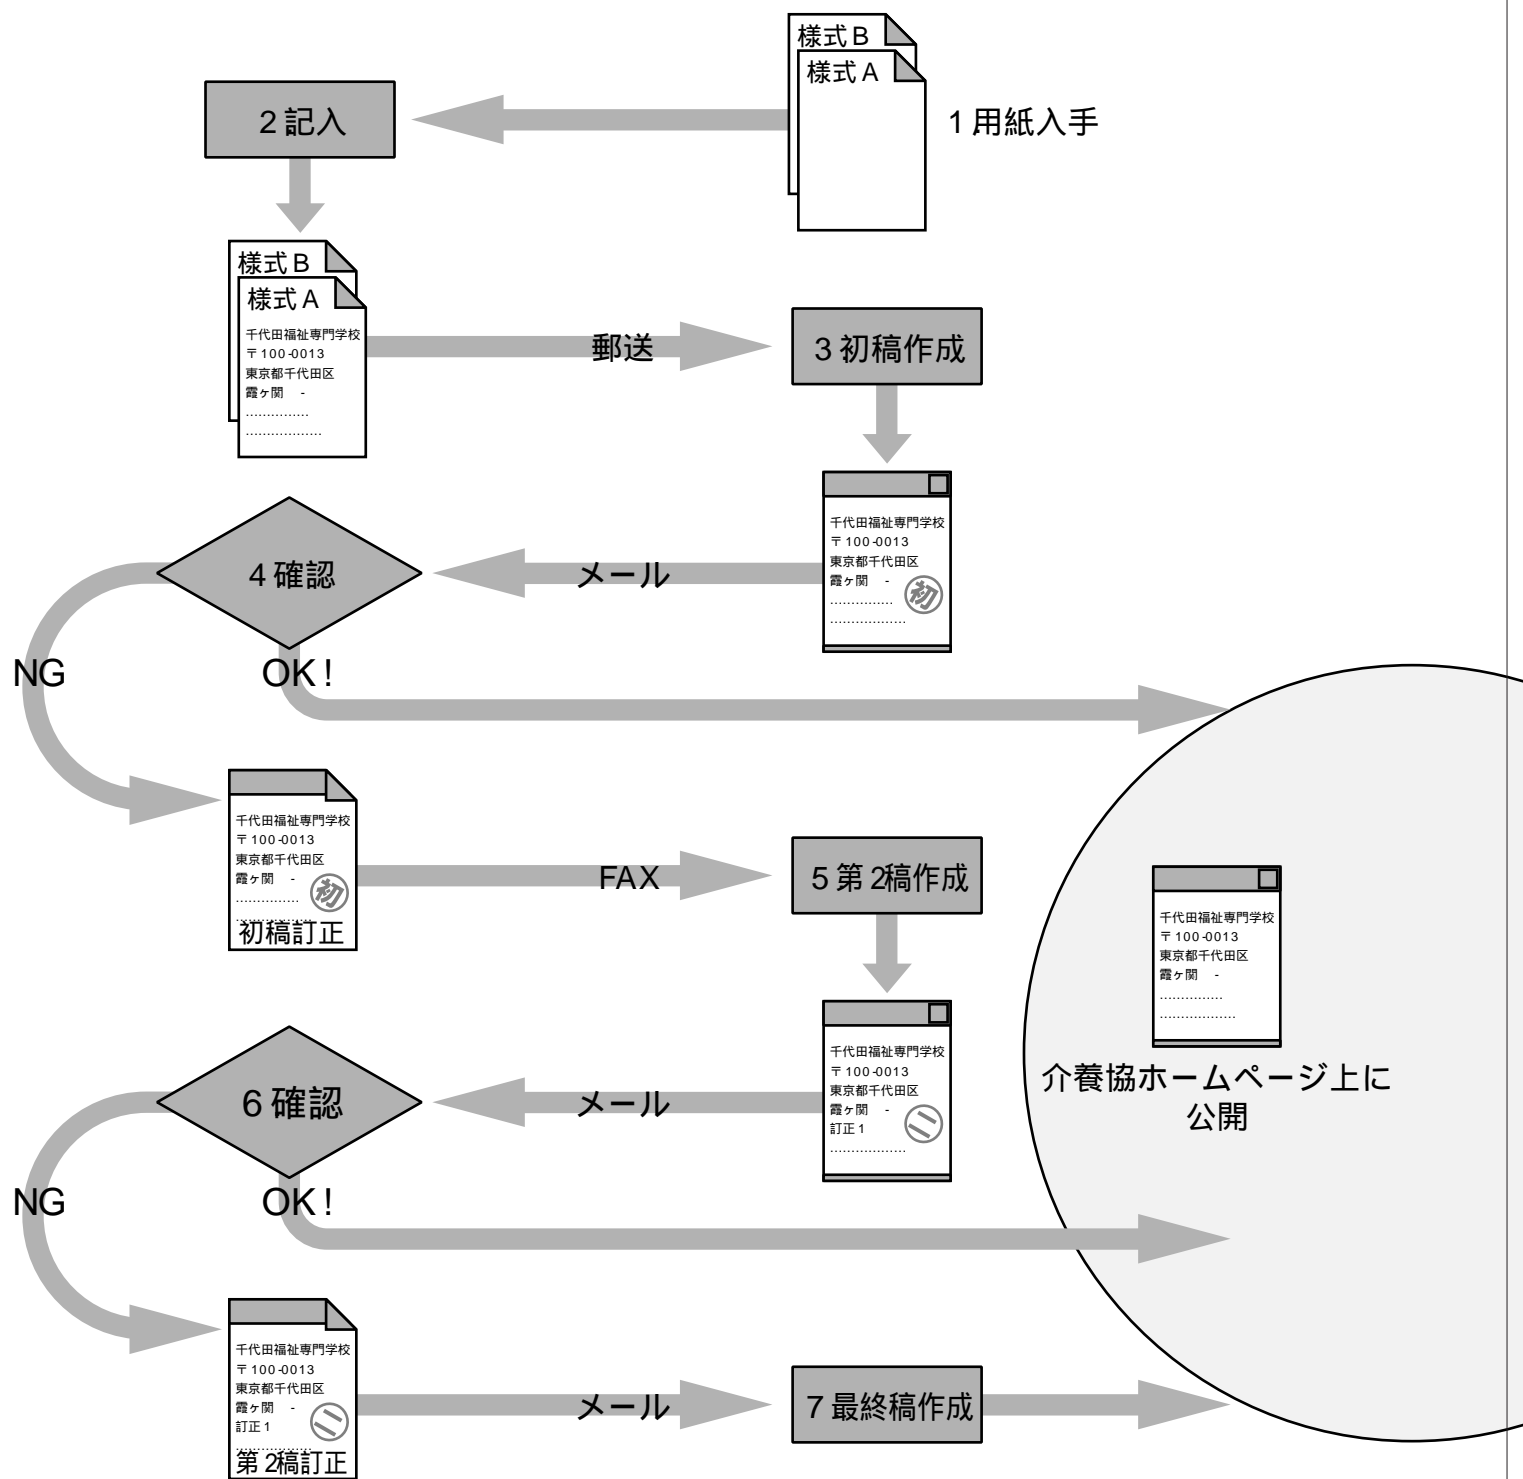 様式B
様式A
1 用紙入手
2 記入
様式B
様式A
千代田福祉専門学校
〒100-0013
東京都千代田区
霞ヶ関 -
...............
..................
郵送
3 初稿作成
千代田福祉専門学校
〒100-0013
東京都千代田区
霞ヶ関 -
初
...............
..................
メール
4 確認
NG
OK!
千代田福祉専門学校
〒100-0013
東京都千代田区
霞ヶ関 -
初
...............
..................
初稿訂正
FAX
5 第2稿作成
千代田福祉専門学校
〒100-0013
東京都千代田区
霞ヶ関 -
訂正1
二
..................
メール
6 確認
NG
OK!
千代田福祉専門学校
〒100-0013
東京都千代田区
霞ヶ関 -
訂正1
二
..................
第2稿訂正
メール
7 最終稿作成
千代田福祉専門学校
〒100-0013
東京都千代田区
霞ヶ関 -
...............
..................
介養協ホームページ上に
公開